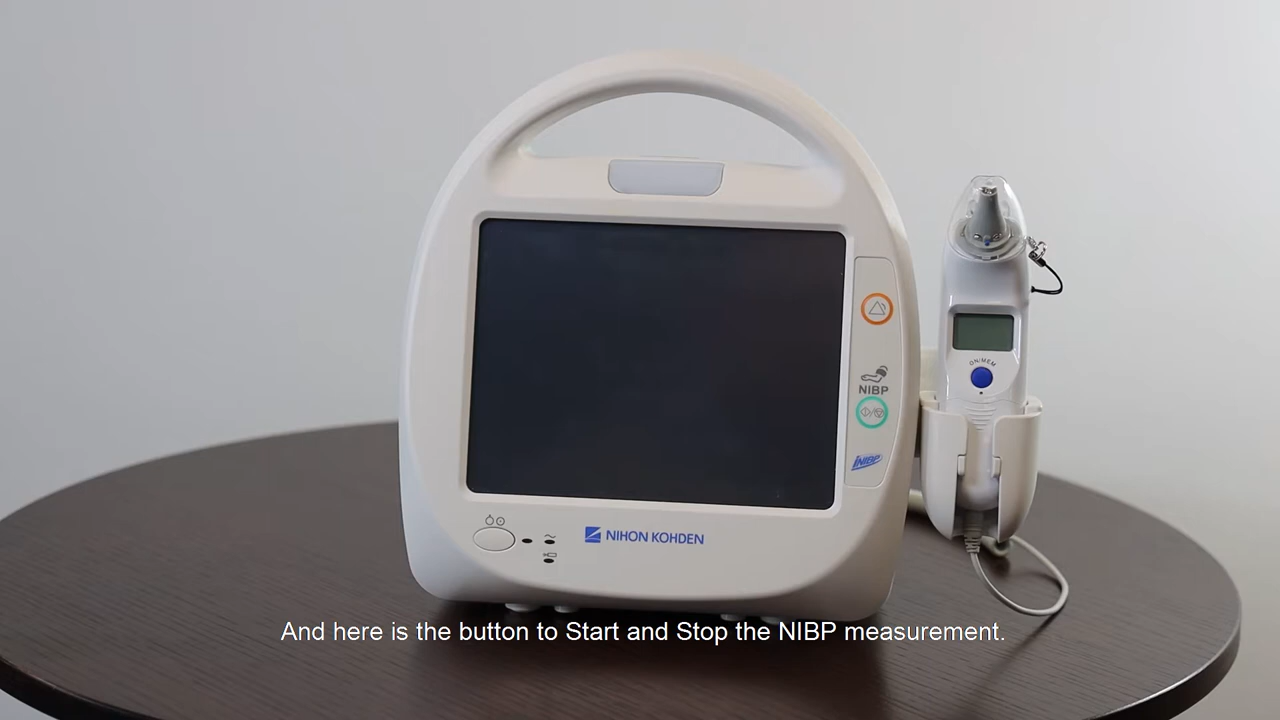 ON/MEM
NIBP
iNIBP
NIHON KOHDEN
And here is the button to Start and Stop the NIBP measurement.